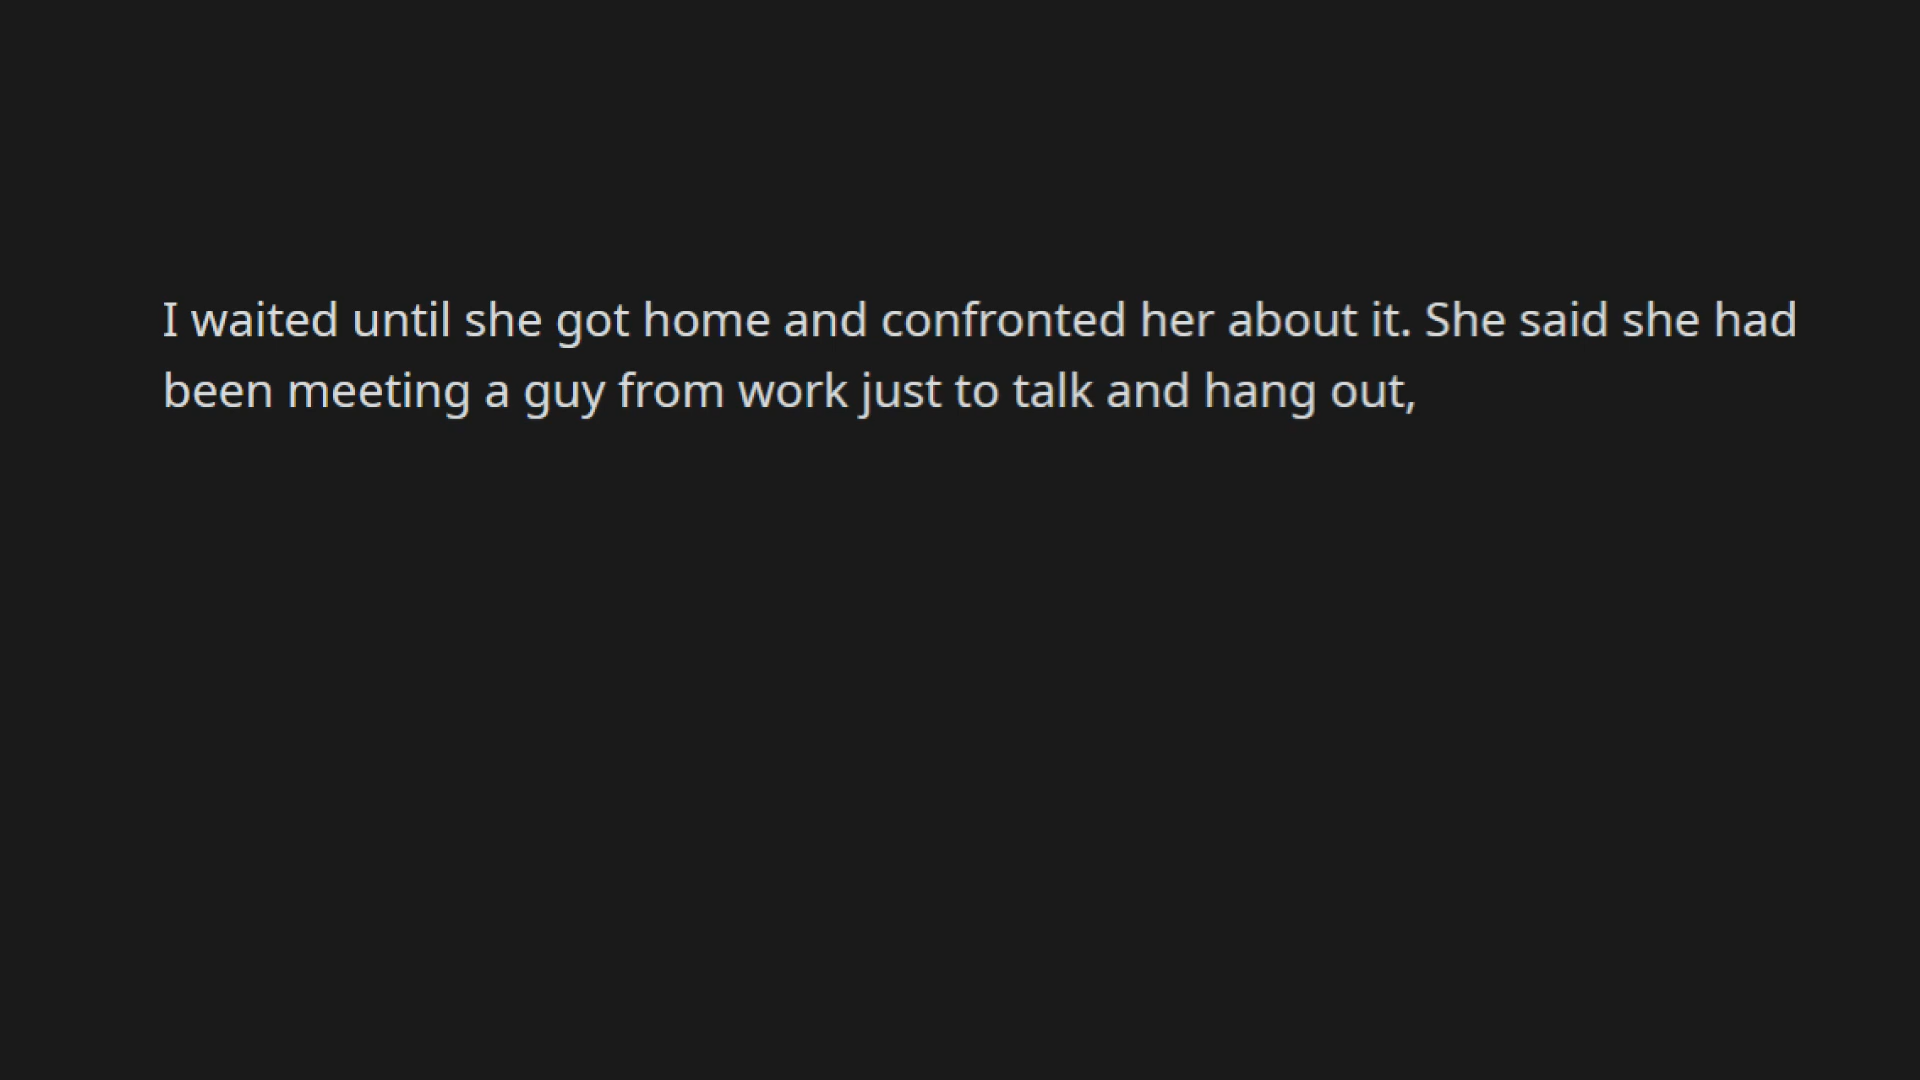 I waited until she got home and confronted her about it. She said she had
been meeting a guy from work just to talk and hang out,